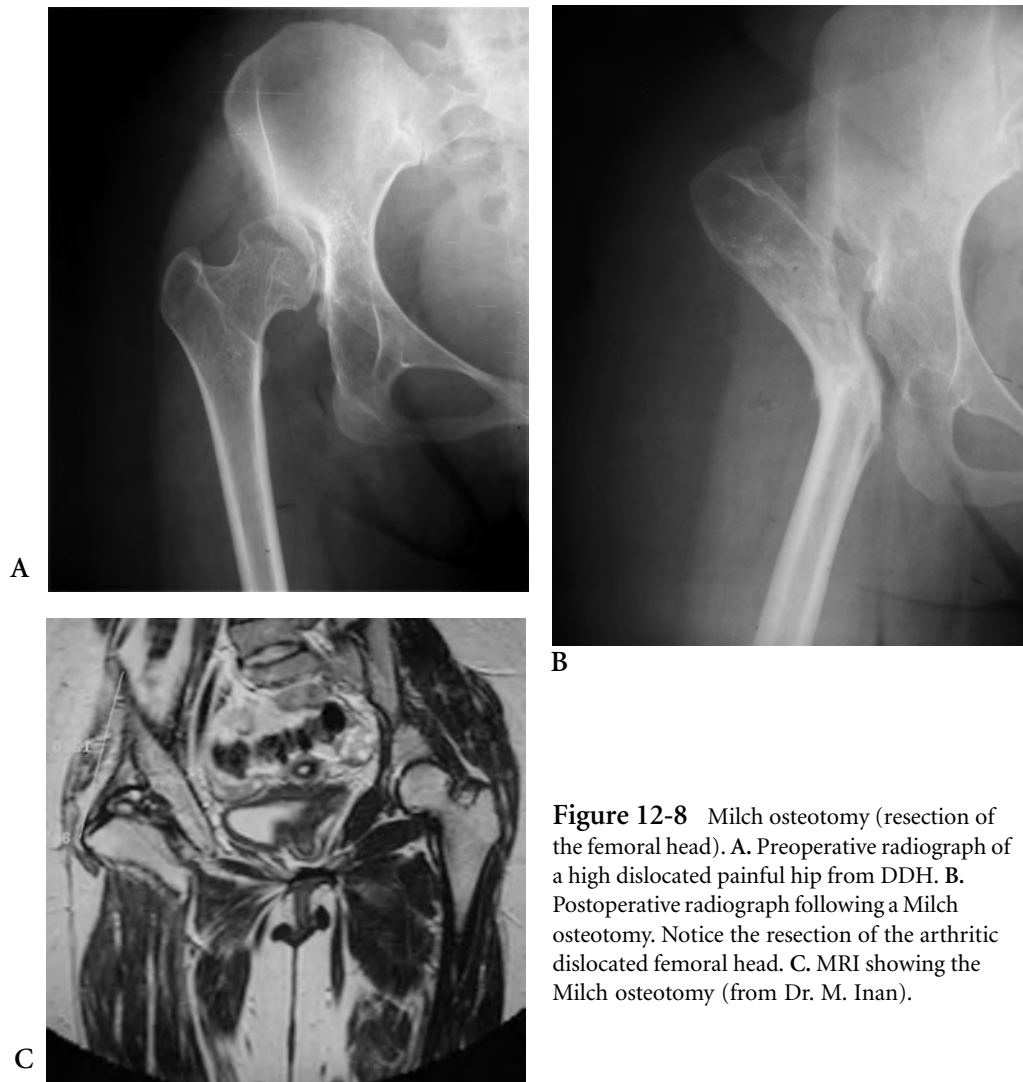 A
B
C
Figure 12-8 Milch osteotomy (resection of
the femoral head). A. Preoperative radiograph of
a high dislocated painful hip from DDH. B.
Postoperative radiograph following a Milch
osteotomy. Notice the resection of the arthritic
dislocated femoral head. C. MRI showing the
Milch osteotomy (from Dr. M. Inan).